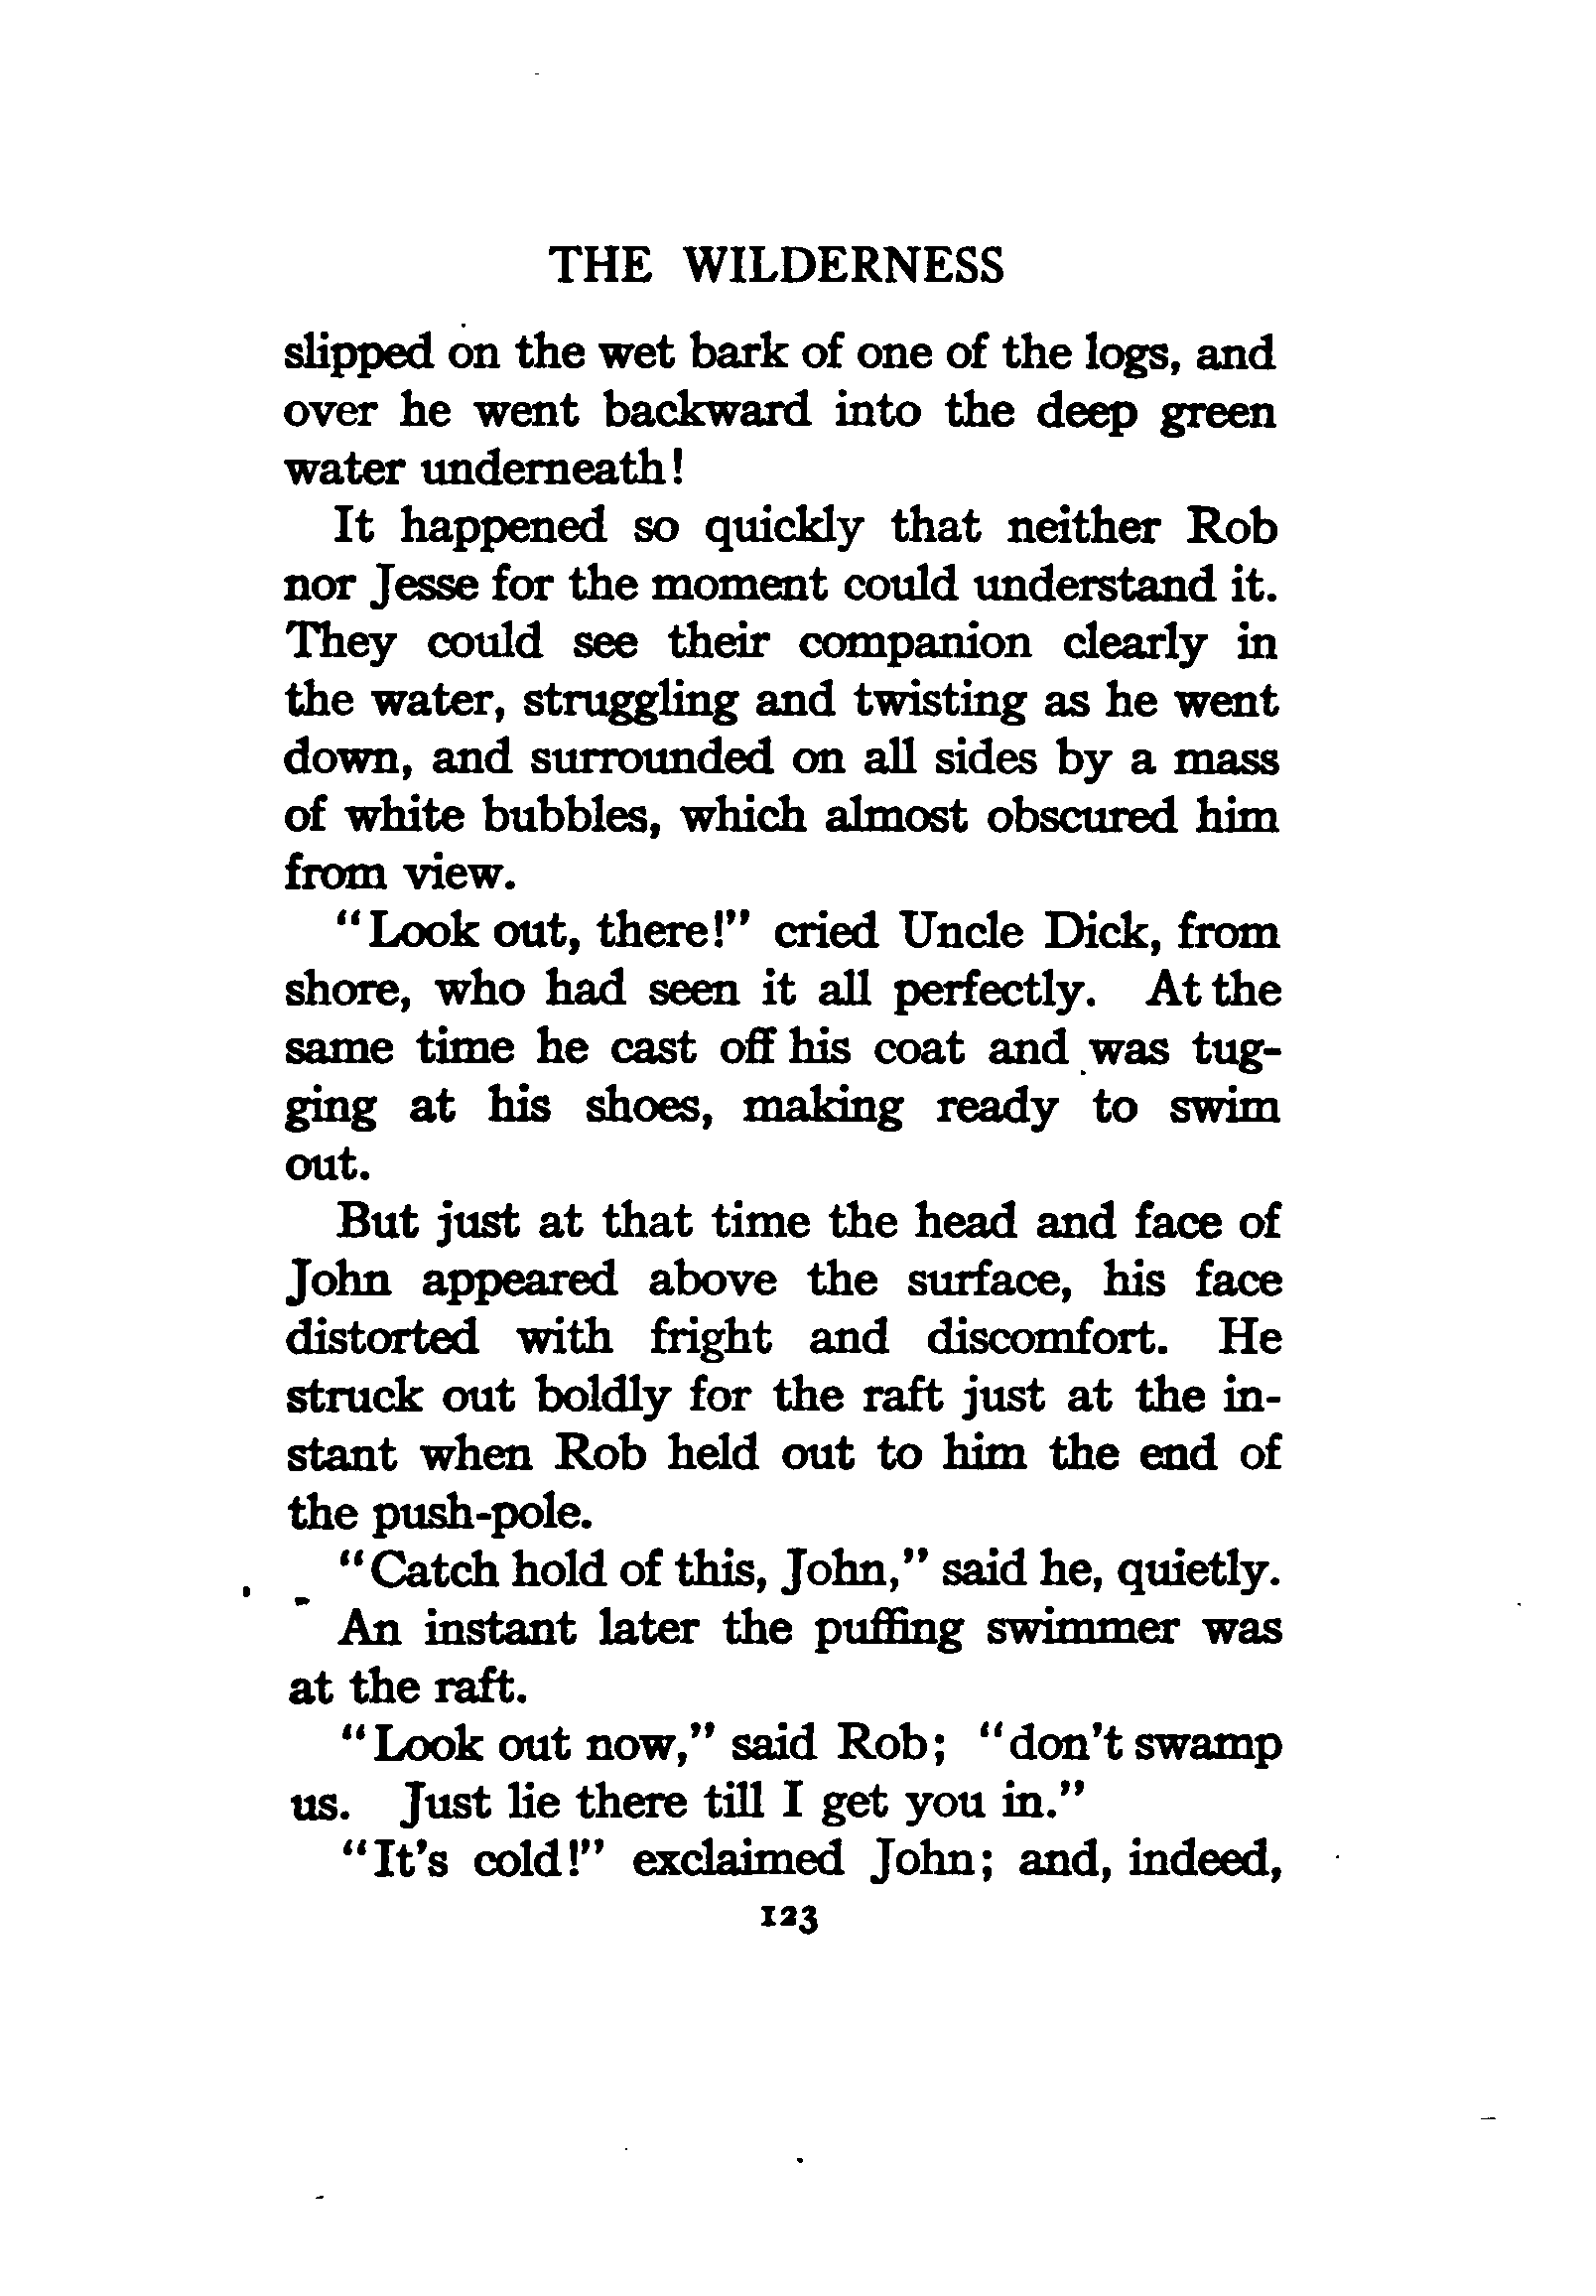 THE WILDERNESS
slipped on the wet bark of one of the logs, and
over he went backward into the deep green
water underneath!
It happened so quickly that neither Rob
nor Jesse for the moment could understand it.
They could see their companion clearly in
the water, struggling and twisting as he went
down, and surrounded on all sides by a mass
of white bubbles, which almost obscured him
from view.
"Look out, there!" cried Uncle Dick, from
shore, who had seen it all perfectly. At the
same time he cast off his coat and was tug-
ging at his shoes, making ready to swim
out.
But just at that time the head and face of
John appeared above the surface, his face
distorted with fright and discomfort. He
struck out boldly for the raft just at the in-
stant when Rob held out to him the end of
the push-pole.
"Catch hold of this, John," said he, quietly.
An instant later the puffing swimmer was
at the raft.
"Look out now," said Rob; "don't swamp
us. Just lie there till I get you in."
"It's cold!" exclaimed John; and, indeed,
123